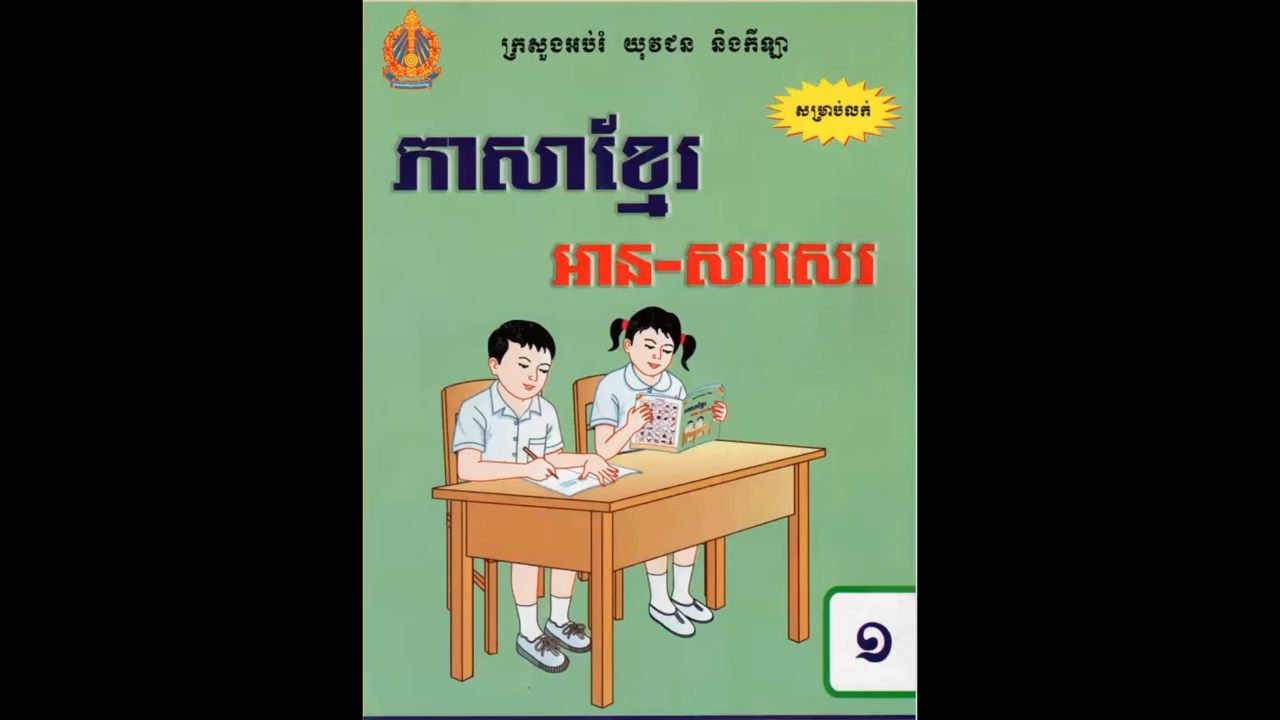 ក្រសួងអប់រំ យុវជន និងកីឡា
សម្រាប់លក់
ភាសាខ្មែរ
អាន-សរសេរ
១